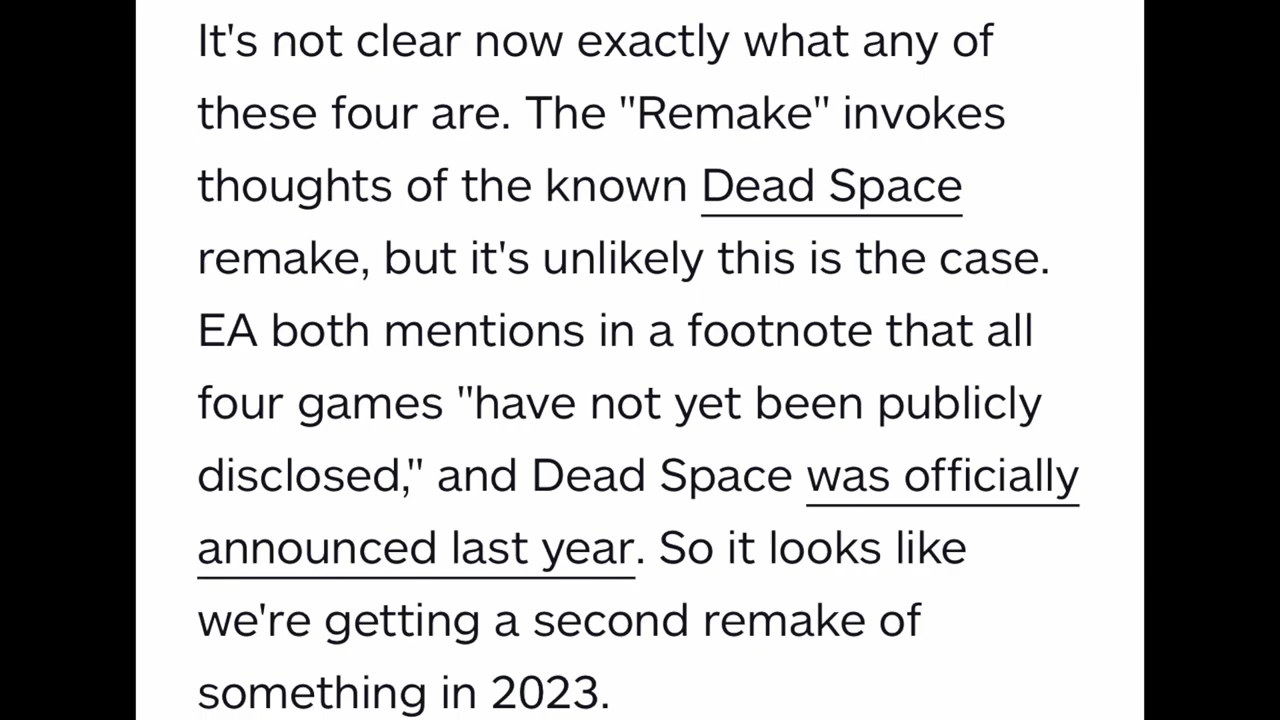 It's not clear now exactly what any of
these four are. The "Remake" invokes
thoughts of the known Dead Space
remake, but it's unlikely this is the case.
EA both mentions in a footnote that all
four games "have not yet been publicly
disclosed," and Dead Space was officially
announced last year. So it looks like
we're getting a second remake of
something in 2023.